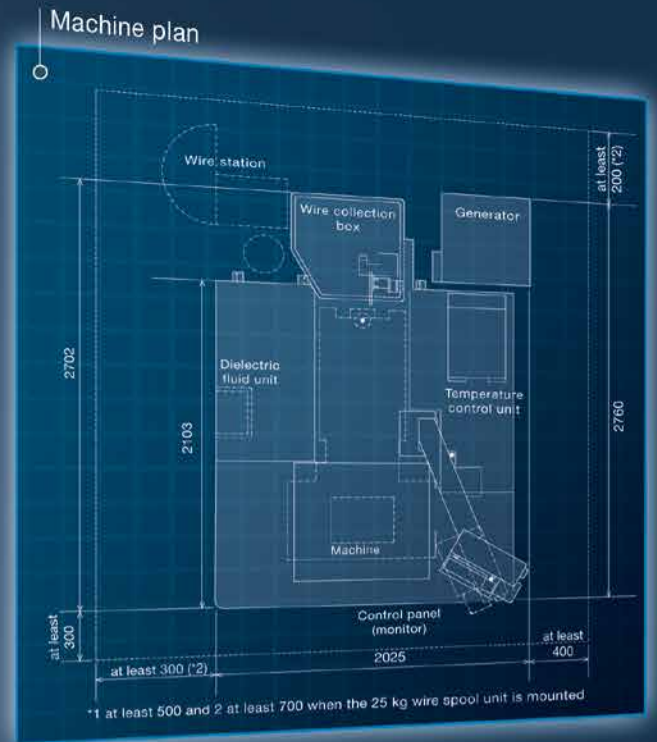 Machine plan
at least
200 (*2)
Wire station
Wire collection
box
Generator
2702
2103
Dielectric
fluid unit
Temperature
control unit
2760
Machine
Control panel
(monitor)
at least
300
at least 300 (*2)
2025
at least
400
*1 at least 500 and 2 at least 700 when the 25 kg wire spool unit is mounted